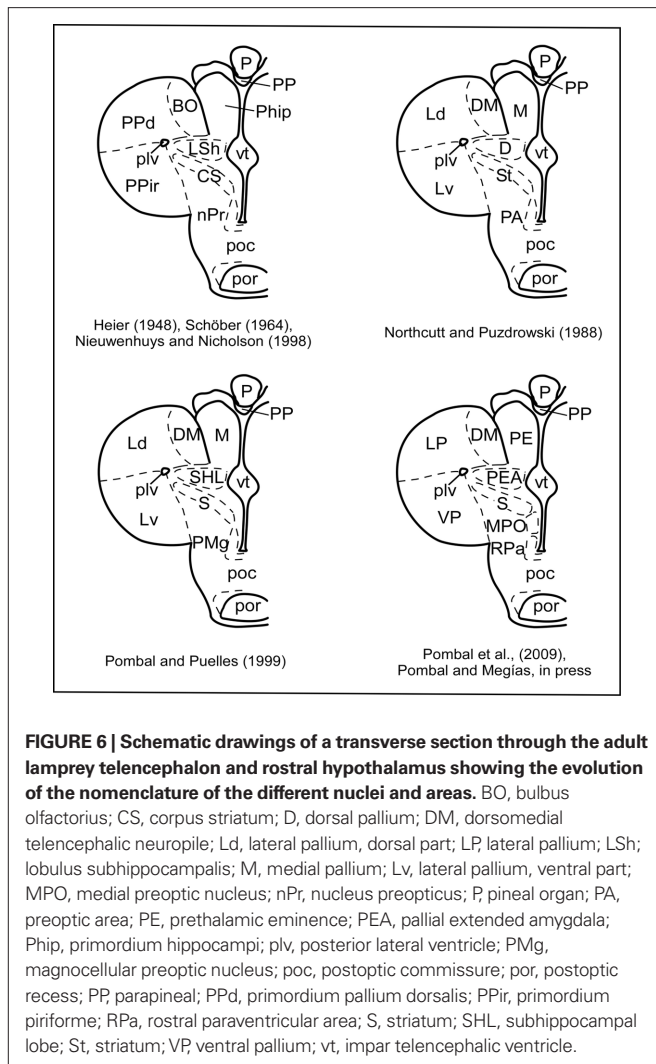 P
PP
BO
Phip
PPd
LSh
vt
plv
CS
PPir
nPr
poc
por
Heier (1948), Schöber (1964),
Nieuwenhuys and Nicholson (1998)
P
PP
DM
M
Ld
D
vt
plv
St
Lv
PA
poc
por
Northcutt and Puzdrowski (1988)
P
PP
DM
M
Ld
SHL
vt
plv
S
Lv
PMg
poc
por
Pombal and Puelles (1999)
P
PP
DM
PE
LP
PEA
vt
plv
S
VP
MPO
RPa
poc
por
Pombal et al., (2009),
Pombal and Megías, in press
FIGURE 6 | Schematic drawings of a transverse section through the adult
lamprey telencephalon and rostral hypothalamus showing the evolution
of the nomenclature of the different nuclei and areas. BO, bulbus
olfactorius; CS, corpus striatum; D, dorsal pallium; DM, dorsomedial
telencephalic neuropile; Ld, lateral pallium, dorsal part; LP, lateral pallium; LSh;
lobulus subhippocampalis; M, medial pallium; Lv, lateral pallium, ventral part;
MPO, medial preoptic nucleus; nPr, nucleus preopticus; P, pineal organ; PA,
preoptic area; PE, prethalamic eminence; PEA, pallial extended amygdala;
Phip, primordium hippocampi; plv, posterior lateral ventricle; PMg,
magnocellular preoptic nucleus; poc, postoptic commissure; por, postoptic
recess; PP, parapineal; PPd, primordium pallium dorsalis; PPir, primordium
piriforme; RPa, rostral paraventricular area; S, striatum; SHL, subhippocampal
lobe; St, striatum; VP, ventral pallium; vt, impar telencephalic ventricle.